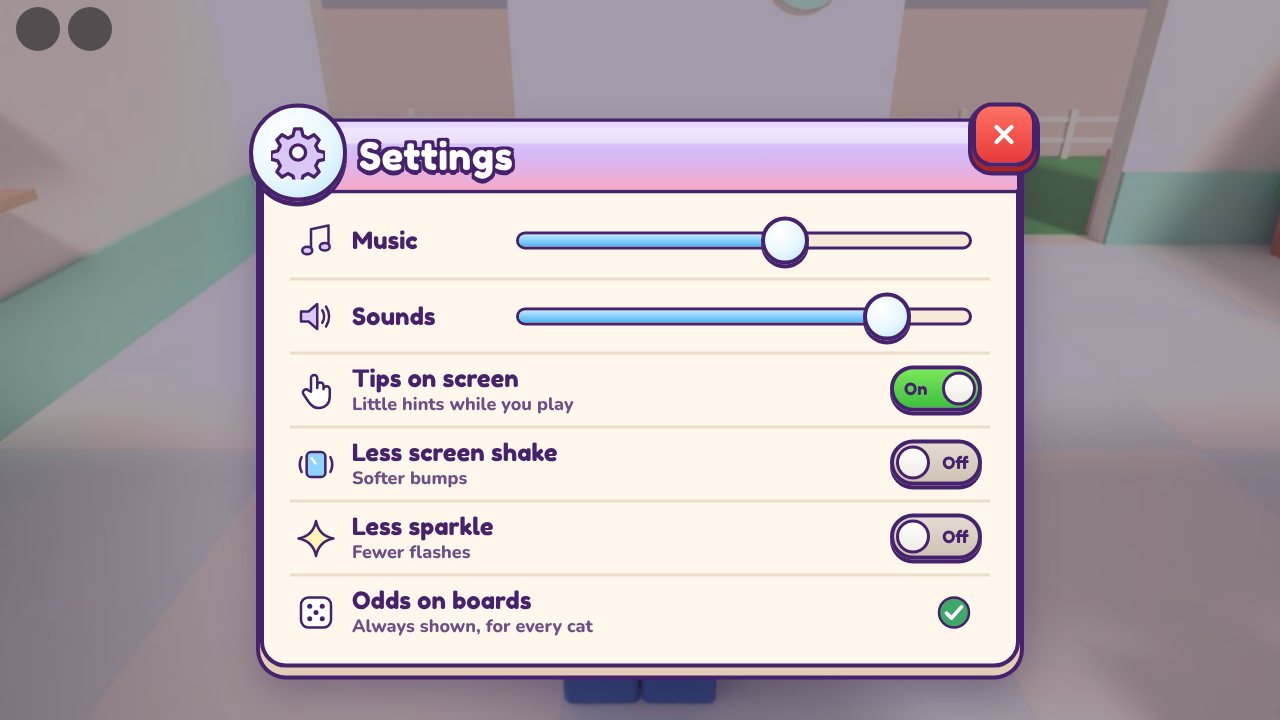 Settings
Music
Sounds
Tips on screen
Little hints while you play
On
Less screen shake
Softer bumps
Off
Less sparkle
Fewer flashes
Off
Odds on boards
Always shown, for every cat